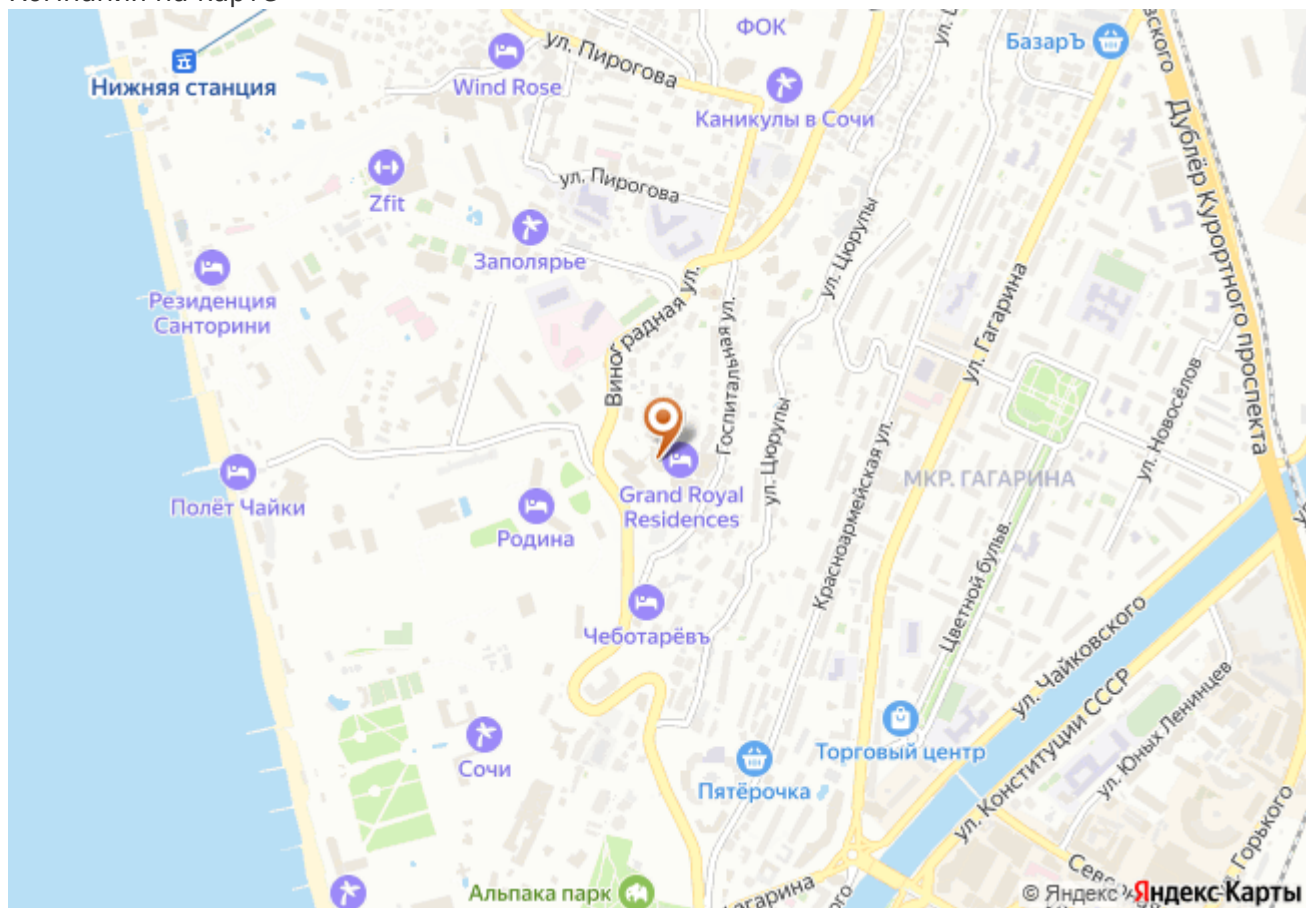 Компания на карте
ФОК
БазарЪ
ул. Пирогова
Нижняя станция
Wind Rose
Каникулы в Сочи
Дублёр Курортного проспекта
Zfit
ул. Пирогова
ул. Цюрупы
Заполярье
Резиденция
Санторини
Виноградная ул.
Госпитальная ул.
ул. Гагарина
ул. Новосёлов
ул. Цюрупы
Красноармейская ул.
МКР. ГАГАРИНА
Полёт Чайки
Grand Royal
Residences
Родина
Цветной бульв.
Чеботарёвъ
ул. Чайковского
ул. Конституции СССР
ул. Юных Ленинцев
Торговый центр
Сочи
Пятёрочка
Горького
Альпака парк
© Яндекс
Яндекс Карты